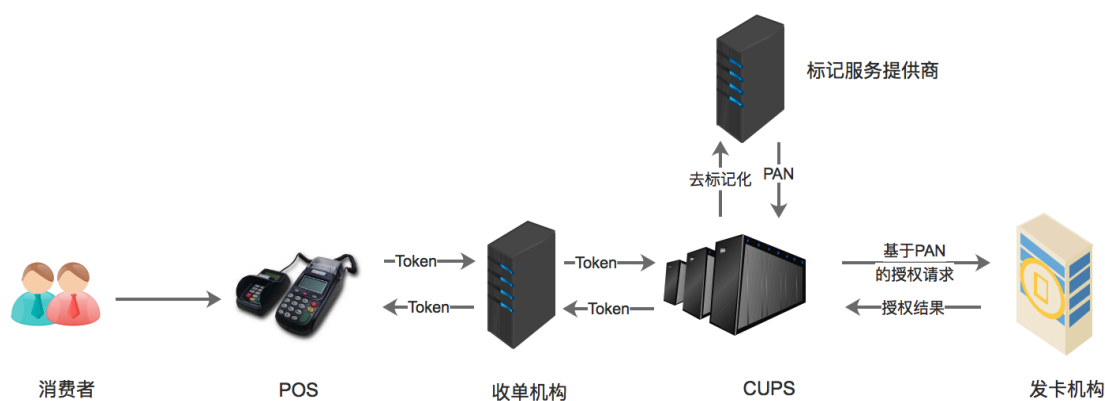 标记服务提供商
去标记化
PAN
Token
Token
基于PAN
的授权请求
Token
Token
授权结果
消费者
POS
收单机构
CUPS
发卡机构